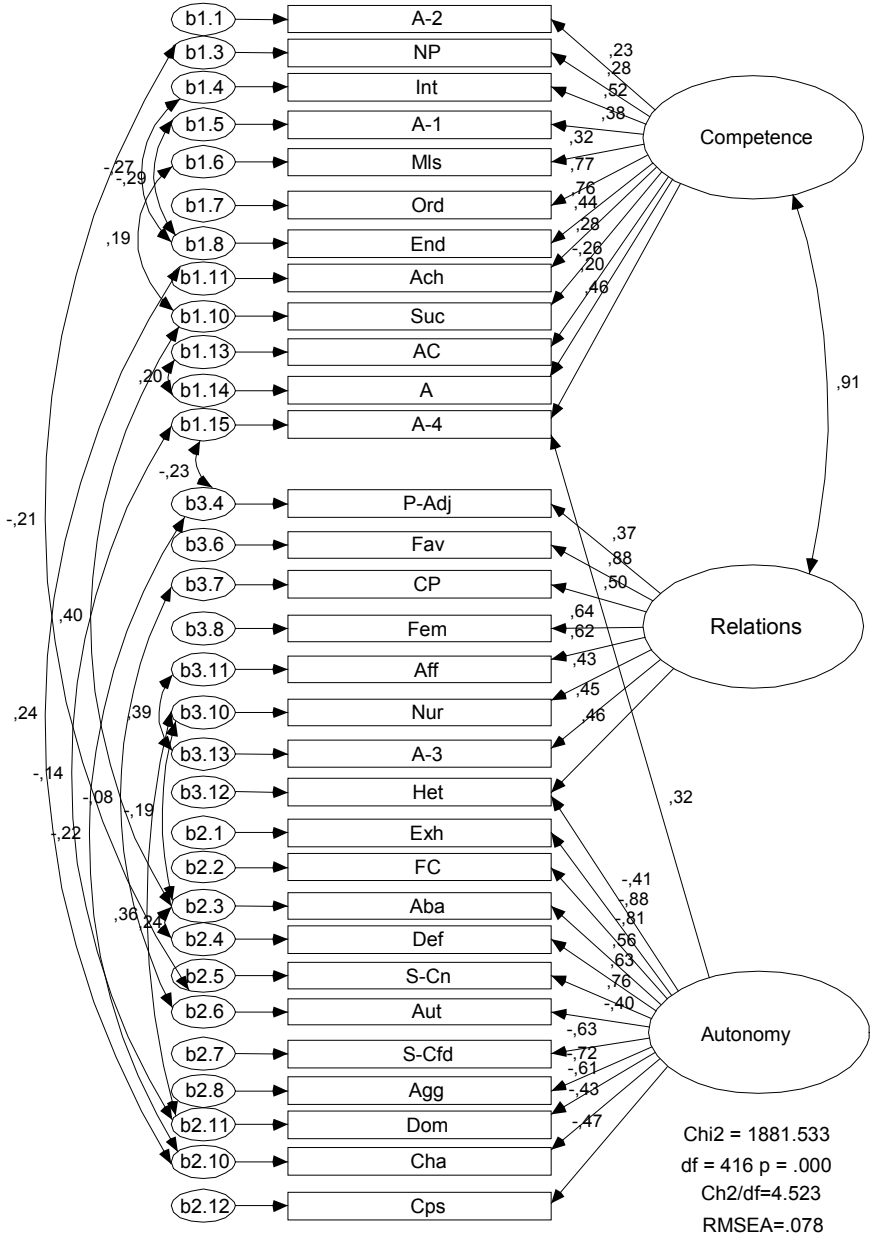 b1.1 A-2
b1.3 NP
b1.4 Int
b1.5 A-1
b1.6 Mls
b1.7 Ord
b1.8 End
b1.11 Ach
b1.10 Suc
b1.13 AC
b1.14 A
b1.15 A-4
b3.4 P-Adj
b3.6 Fav
b3.7 CP
b3.8 Fem
b3.11 Aff
b3.10 Nur
b3.13 A-3
b3.12 Het
b2.1 Exh
b2.2 FC
b2.3 Aba
b2.4 Def
b2.5 S-Cn
b2.6 Aut
b2.7 S-Cfd
b2.8 Agg
b2.11 Dom
b2.10 Cha
b2.12 Cps
-,27
-,29
,19
,20
-,23
-,21
,40
,24
,39
-,14
-,08
-,19
-,22
,36
,24
,23
,28
,52
,38
,32
,77
,76
,44
,28
-,26
,20
,46
Competence
,91
,37
,88
,50
,64
,62
,43
,45
,46
Relations
,32
-,41
-,88
-,81
,56
,63
,76
-,40
-,63
-,72
-,61
-,43
-,47
Autonomy
Chi2 = 1881.533
df = 416 p = .000
Ch2/df=4.523
RMSEA=.078